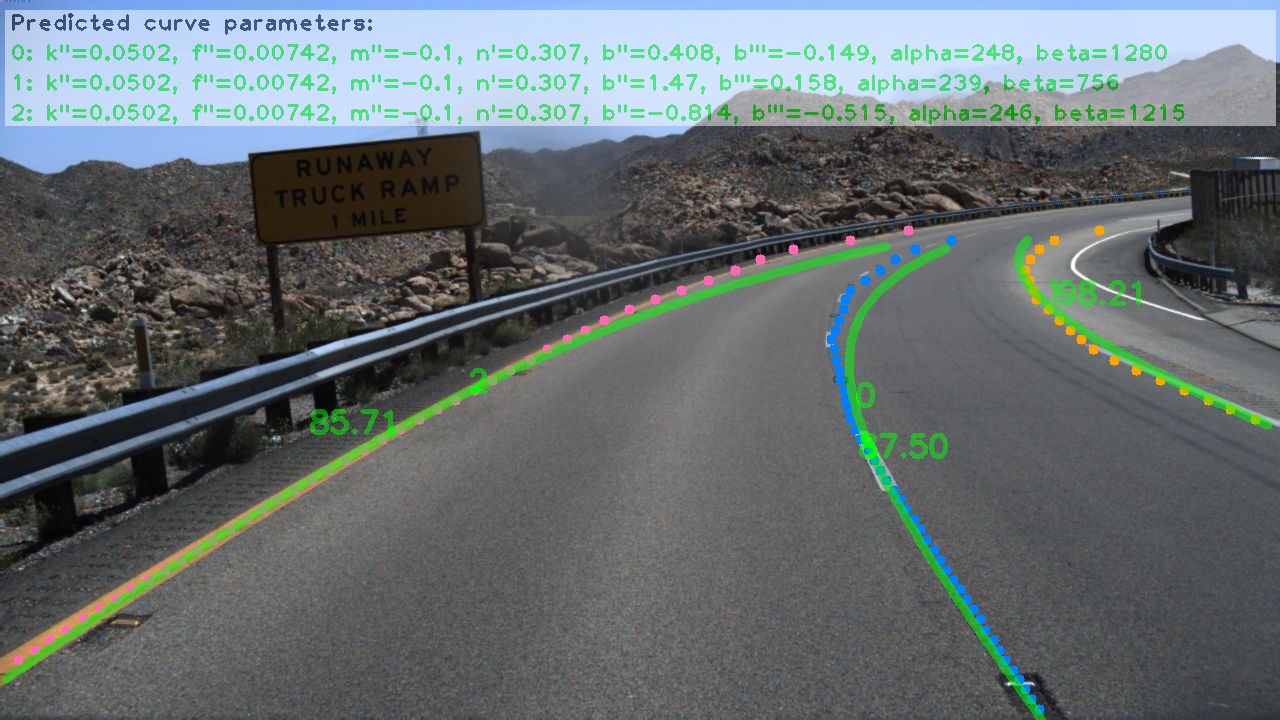 Predicted curve parameters:
0: k''=0.0502, f''=0.00742, m''=-0.1, n'=0.307, b''=0.408, b'''=-0.149, alpha=248, beta=1280
1: k''=0.0502, f''=0.00742, m''=-0.1, n'=0.307, b''=1.47, b'''=0.158, alpha=239, beta=756
2: k''=0.0502, f''=0.00742, m''=-0.1, n'=0.307, b''=-0.814, b'''=-0.515, alpha=246, beta=1215
RUNAWAY
TRUCK RAMP
1 MILE
198.21
2
0
85.71
87.50